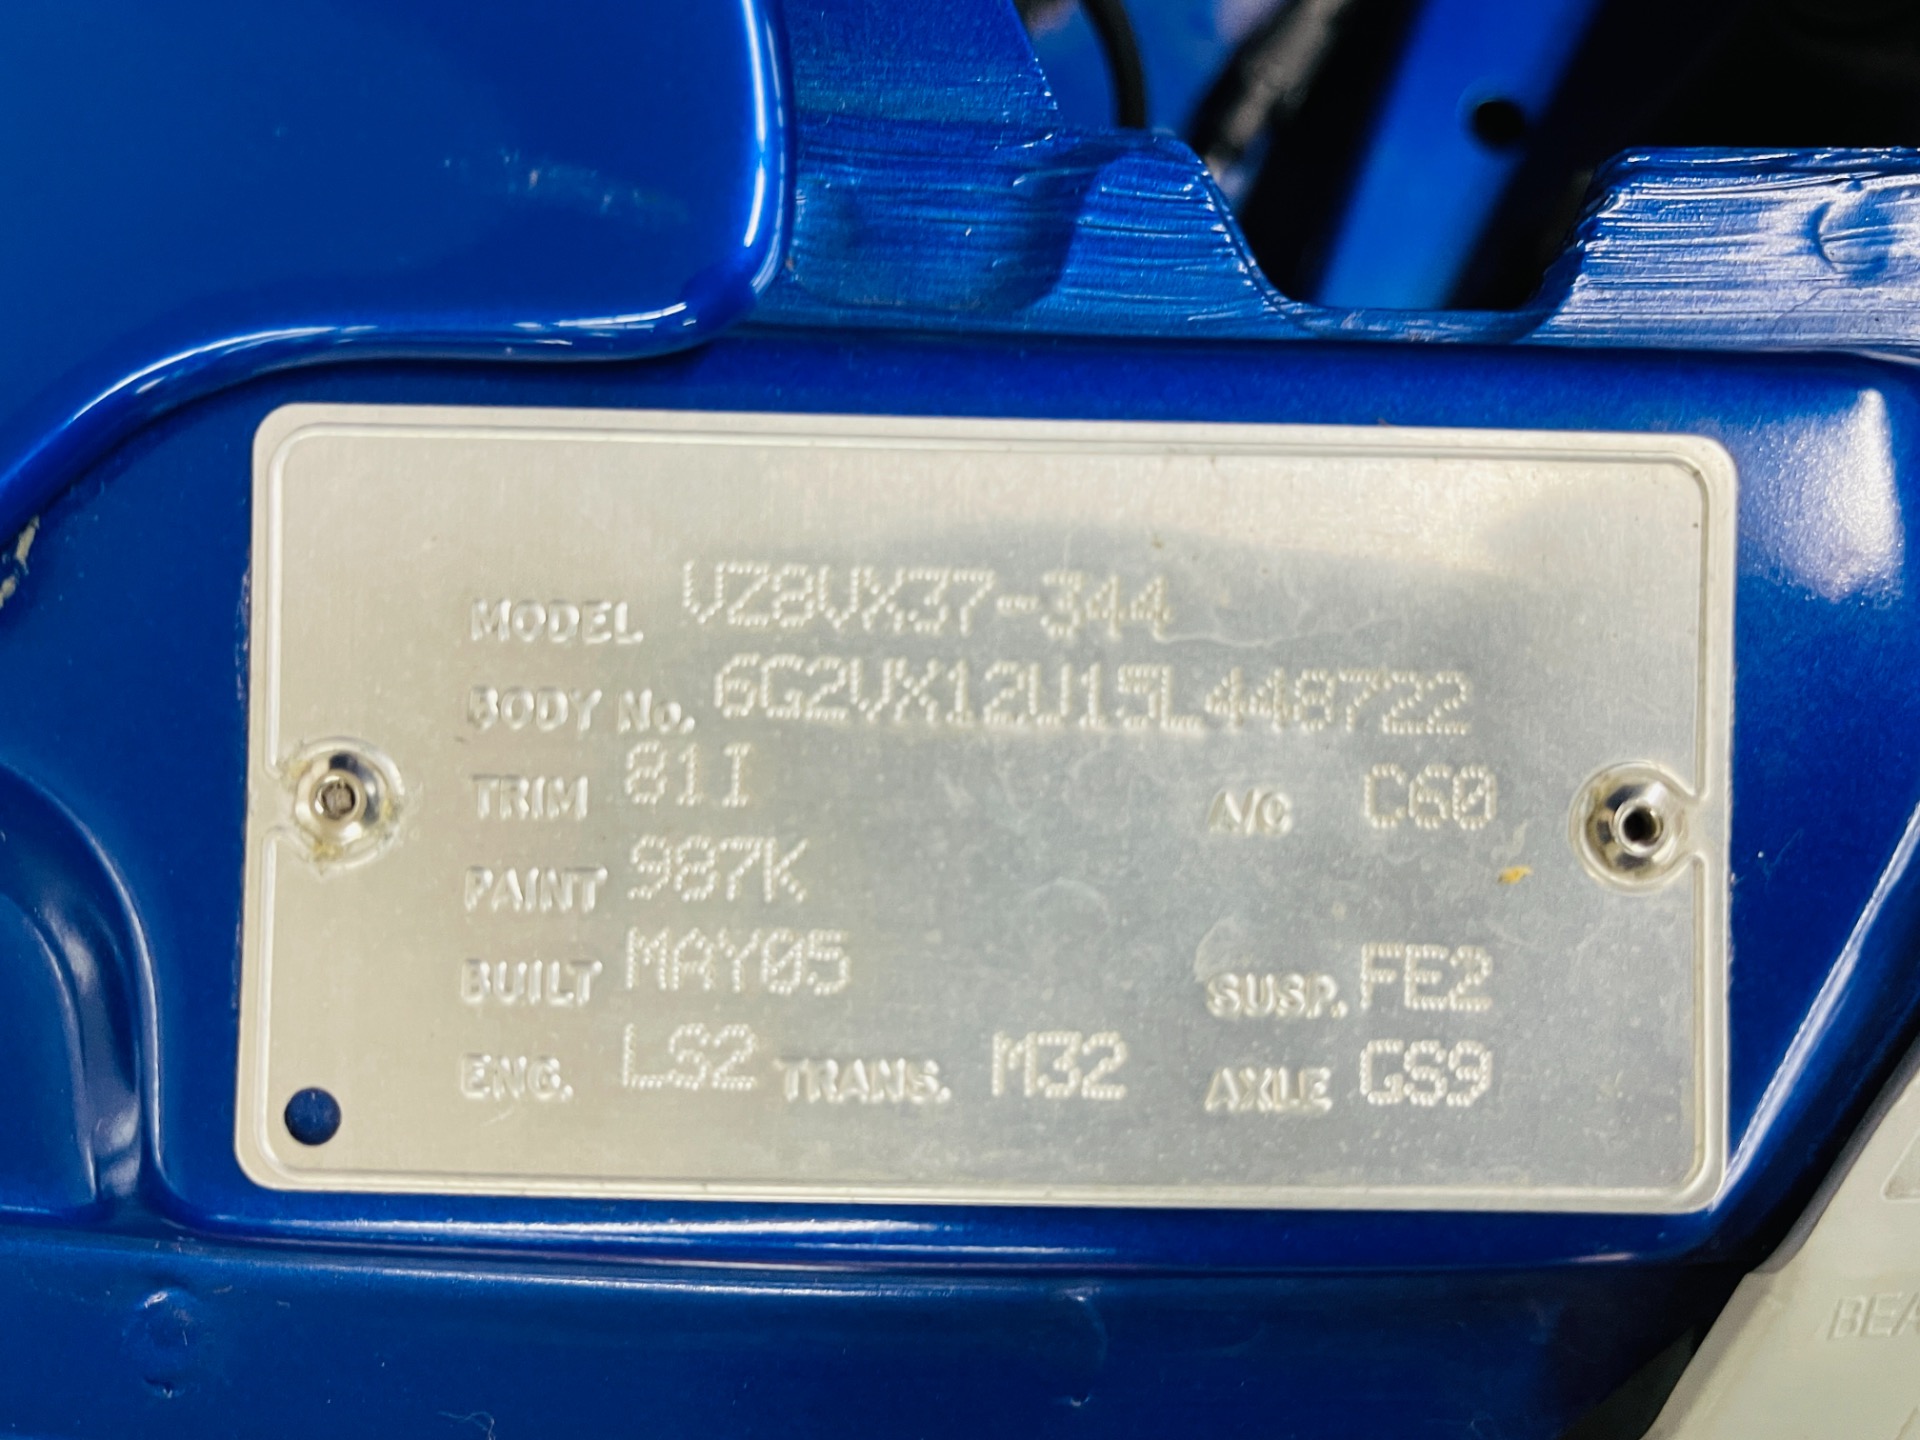 MODEL VZ8VX37-344
BODY No. 6G2VX12U15L448722
TRIM 81I A/C C60
PAINT 987K
BUILT MAY05 SUSP. FE2
ENG. LS2 TRANS. M32 AXLE GS9